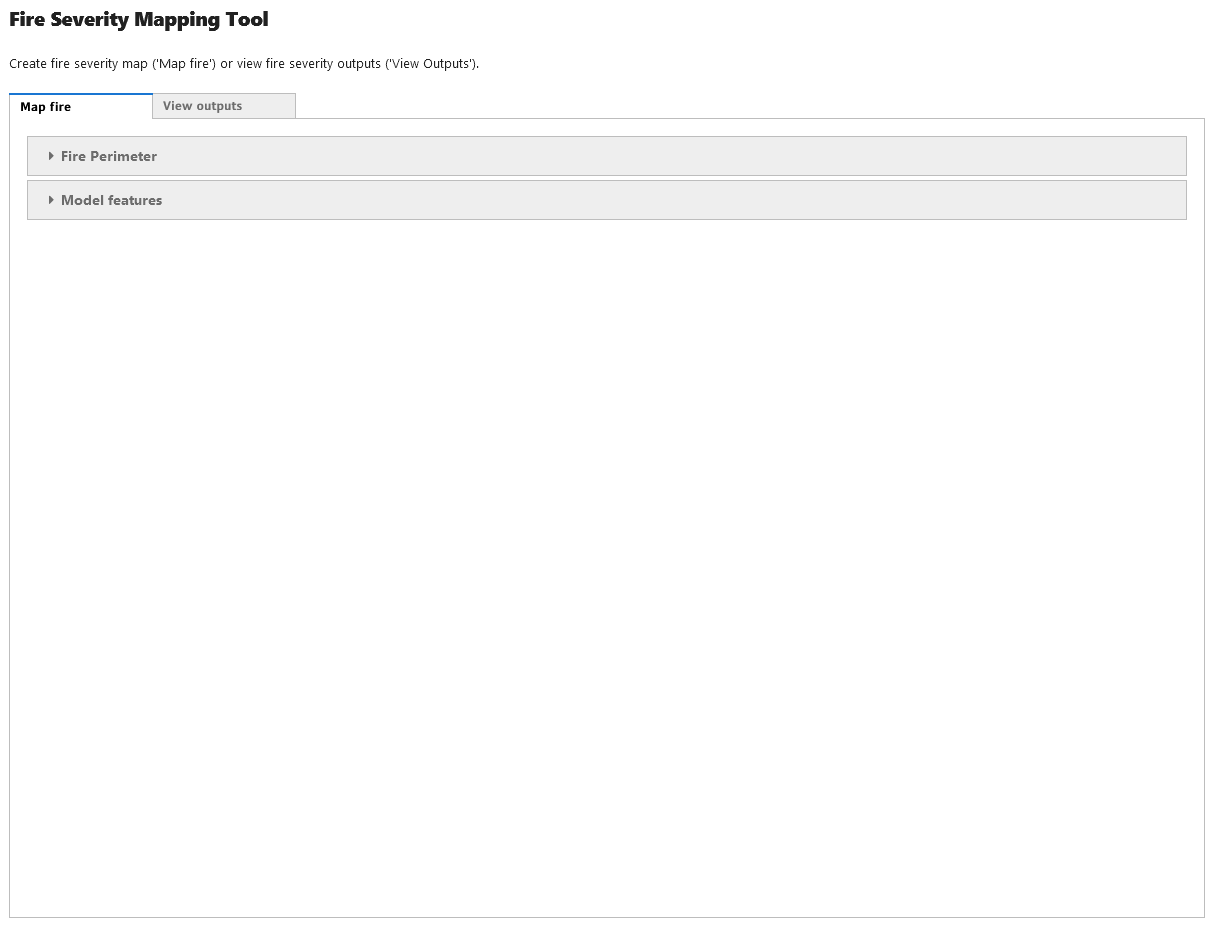 Fire Severity Mapping Tool
Create fire severity map ('Map fire') or view fire severity outputs ('View Outputs').
Map fire
View outputs
Fire Perimeter
Model features